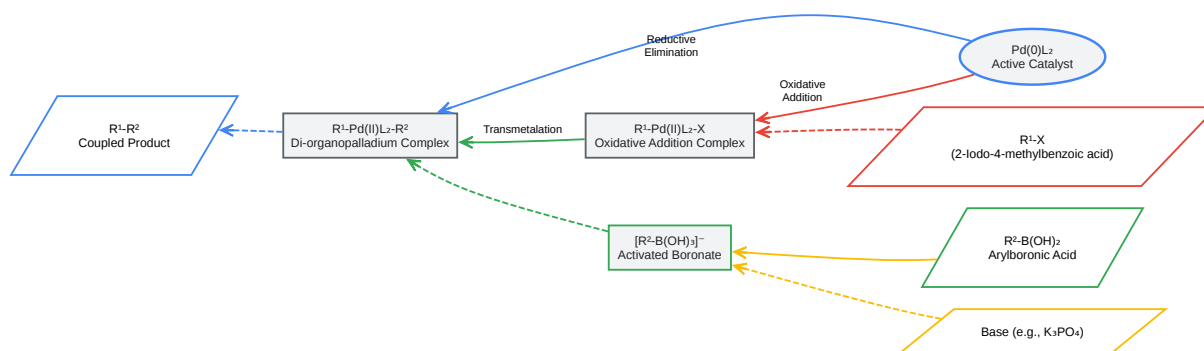 Reductive
Elimination
Pd(0)L₂
Active Catalyst
Oxidative
Addition
R¹-R²
Coupled Product
R¹-Pd(II)L₂-R²
Di-organopalladium Complex
Transmetalation
R¹-Pd(II)L₂-X
Oxidative Addition Complex
R¹-X
(2-Iodo-4-methylbenzoic acid)
[R²-B(OH)₃]⁻
Activated Boronate
R²-B(OH)₂
Arylboronic Acid
Base (e.g., K₃PO₄)